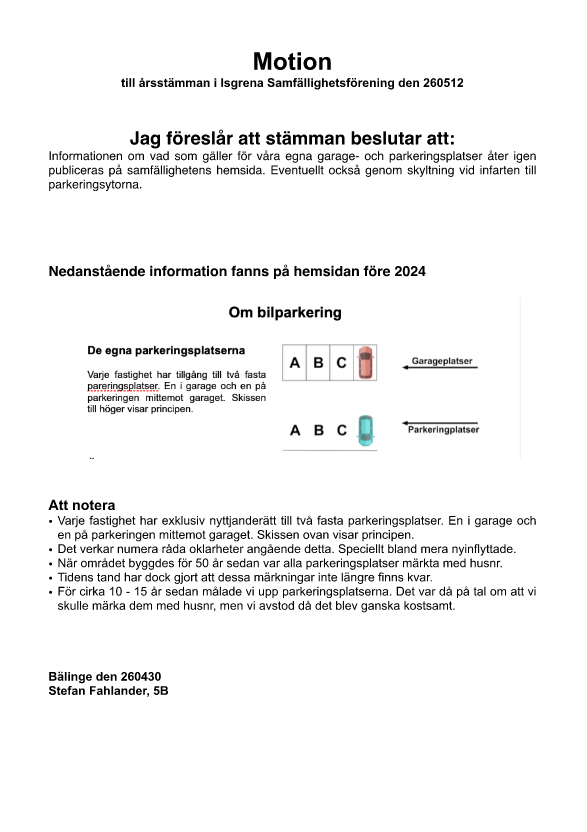 Motion
till årsstämman i Isgrena Samfällighetsförening den 260512
Jag föreslår att stämman beslutar att:
Informationen om vad som gäller för våra egna garage- och parkeringsplatser åter igen
publiceras på samfällighetens hemsida. Eventuellt också genom skyltning vid infarten till
parkeringsytorna.
Nedanstående information fanns på hemsidan före 2024
Om bilparkering
De egna parkeringsplatserna
Varje fastighet har tillgång till två fasta
pareringsplatser. En i garage och en på
parkeringen mittemot garaget. Skissen
till höger visar principen.
A B C
Garageplatser
A B C
Parkeringplatser
Att notera
• Varje fastighet har exklusiv nyttjanderätt till två fasta parkeringsplatser. En i garage och
en på parkeringen mittemot garaget. Skissen ovan visar principen.
• Det verkar numera råda oklarheter angående detta. Speciellt bland mera nyinflyttade.
• När området byggdes för 50 år sedan var alla parkeringsplatser märkta med husnr.
• Tidens tand har dock gjort att dessa märkningar inte längre finns kvar.
• För cirka 10 - 15 år sedan målade vi upp parkeringsplatserna. Det var då på tal om att vi
skulle märka dem med husnr, men vi avstod då det blev ganska kostsamt.
Bälinge den 260430
Stefan Fahlander, 5B